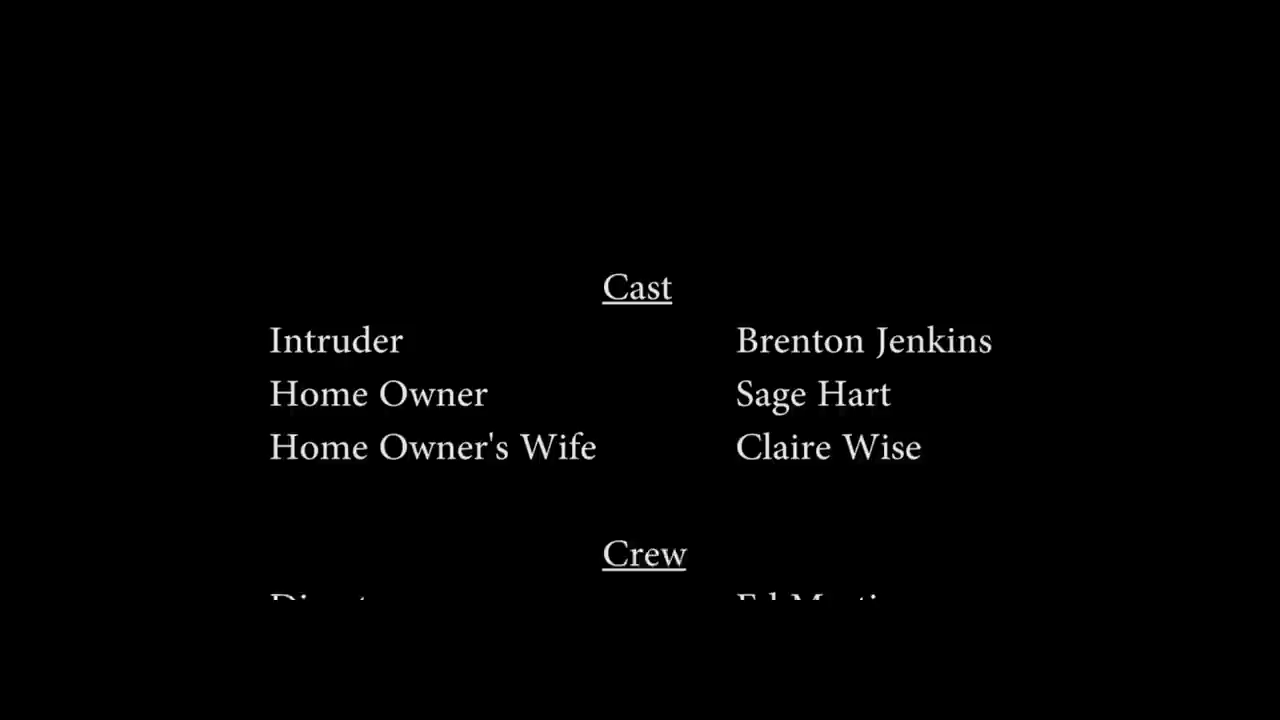 Cast
Intruder Brenton Jenkins
Home Owner Sage Hart
Home Owner's Wife Claire Wise
Crew